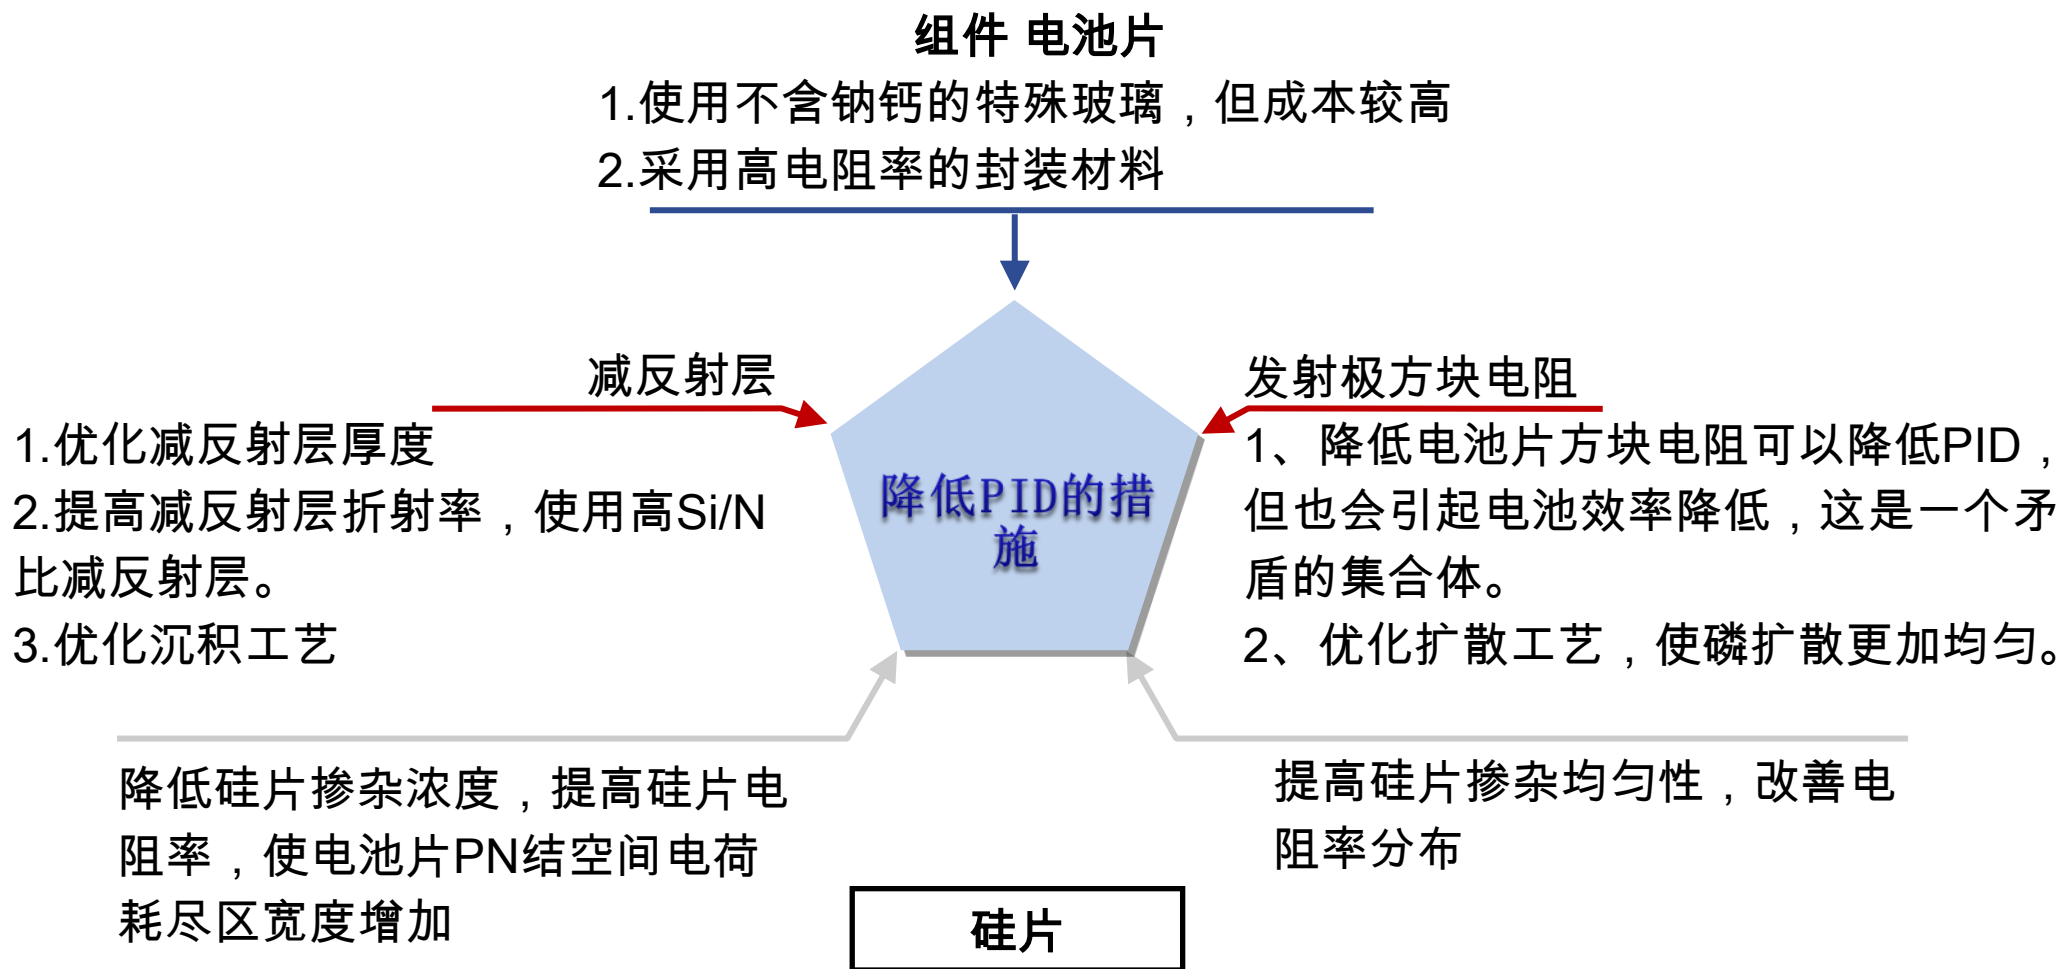 组件 电池片
1.使用不含钠钙的特殊玻璃，但成本较高
2.采用高电阻率的封装材料
减反射层
1.优化减反射层厚度
2.提高减反射层折射率，使用高Si/N
比减反射层。
3.优化沉积工艺
降低PID的措
施
发射极方块电阻
1、降低电池片方块电阻可以降低PID，
但也会引起电池效率降低，这是一个矛
盾的集合体。
2、优化扩散工艺，使磷扩散更加均匀。
降低硅片掺杂浓度，提高硅片电
阻率，使电池片PN结空间电荷
耗尽区宽度增加
提高硅片掺杂均匀性，改善电
阻率分布
硅片